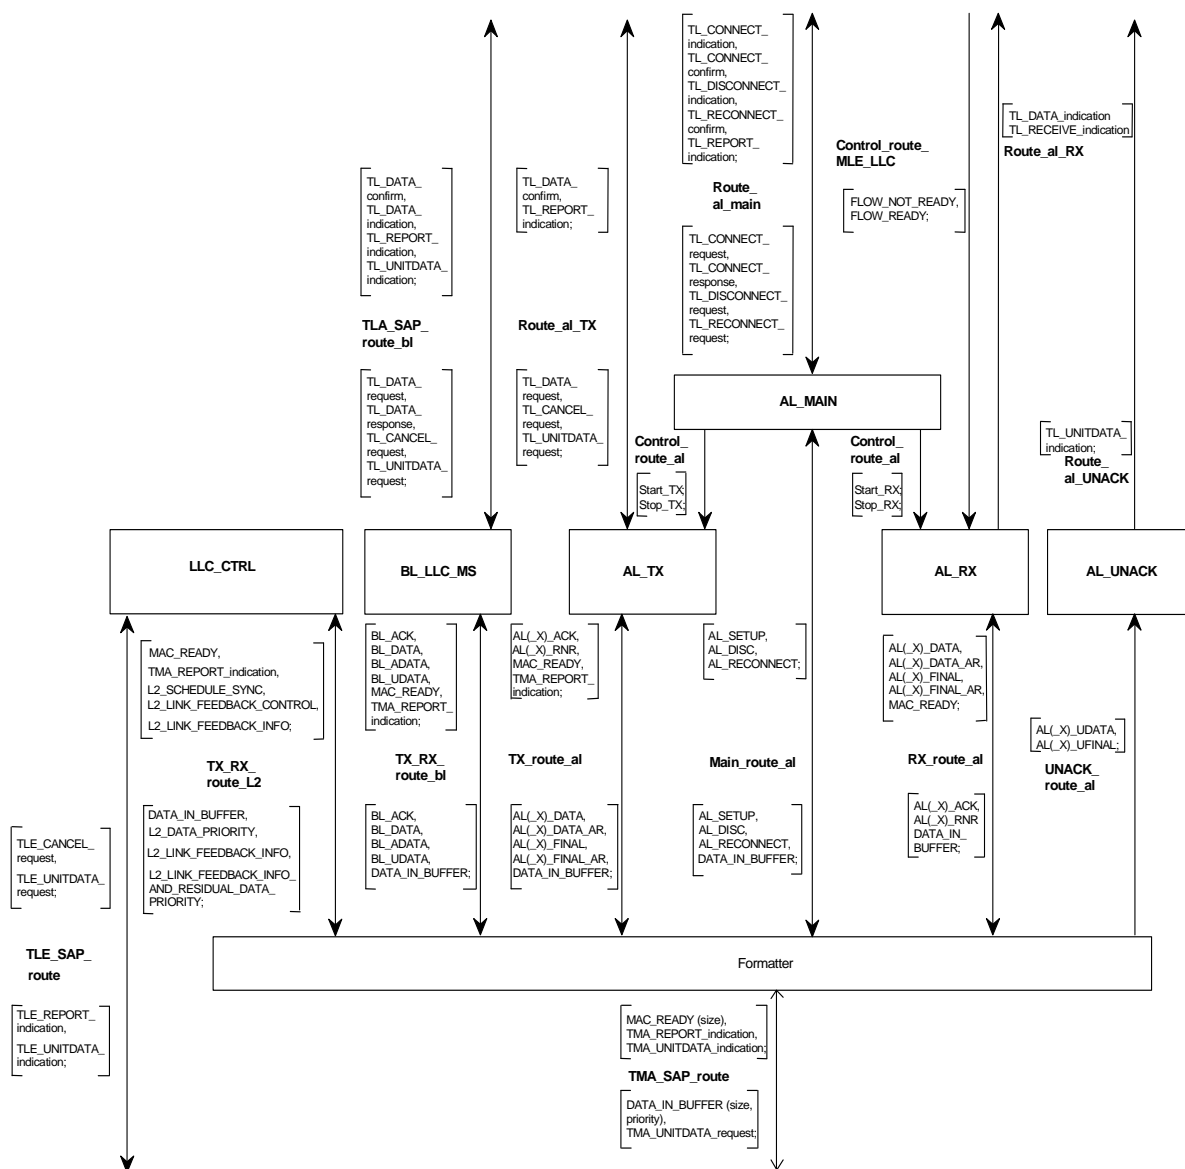 TL_CONNECT_
indication,
TL_CONNECT_
confirm,
TL_DISCONNECT_
indication,
TL_RECONNECT_
confirm,
TL_REPORT_
indication;
TL_DATA_indication
TL_RECEIVE_indication
Route_al_RX
Control_route_
MLE_LLC
FLOW_NOT_READY,
FLOW_READY;
TL_DATA_
confirm,
TL_DATA_
indication,
TL_REPORT_
indication,
TL_UNITDATA_
indication;
TL_DATA_
confirm,
TL_REPORT_
indication;
Route_
al_main
TL_CONNECT_
request,
TL_CONNECT_
response,
TL_DISCONNECT_
request,
TL_RECONNECT_
request;
TLA_SAP_
route_bl
Route_al_TX
TL_DATA_
request,
TL_DATA_
response,
TL_CANCEL_
request,
TL_UNITDATA_
request;
TL_DATA_
request,
TL_CANCEL_
request,
TL_UNITDATA_
request;
AL_MAIN
Control_
route_al
Start_TX;
Stop_TX;
Control_
route_al
Start_RX;
Stop_RX;
TL_UNITDATA_
indication;
Route_
al_UNACK
LLC_CTRL
BL_LLC_MS
AL_TX
AL_RX
AL_UNACK
MAC_READY,
TMA_REPORT_indication,
L2_SCHEDULE_SYNC,
L2_LINK_FEEDBACK_CONTROL,
L2_LINK_FEEDBACK_INFO;
BL_ACK,
BL_DATA,
BL_ADATA,
BL_UDATA,
MAC_READY,
TMA_REPORT_
indication;
AL(_X)_ACK,
AL(_X)_RNR,
MAC_READY,
TMA_REPORT_
indication;
AL_SETUP,
AL_DISC,
AL_RECONNECT;
AL(_X)_DATA,
AL(_X)_DATA_AR,
AL(_X)_FINAL,
AL(_X)_FINAL_AR,
MAC_READY;
AL(_X)_UDATA,
AL(_X)_UFINAL;
TX_RX_
route_L2
TX_RX_
route_bl
TX_route_al
Main_route_al
RX_route_al
UNACK_
route_al
DATA_IN_BUFFER,
L2_DATA_PRIORITY,
L2_LINK_FEEDBACK_INFO,
L2_LINK_FEEDBACK_INFO_
AND_RESIDUAL_DATA_
PRIORITY;
BL_ACK,
BL_DATA,
BL_ADATA,
BL_UDATA,
DATA_IN_BUFFER;
AL(_X)_DATA,
AL(_X)_DATA_AR,
AL(_X)_FINAL,
AL(_X)_FINAL_AR,
DATA_IN_BUFFER;
AL_SETUP,
AL_DISC,
AL_RECONNECT,
DATA_IN_BUFFER;
AL(_X)_ACK,
AL(_X)_RNR
DATA_IN_
BUFFER;
TLE_CANCEL_
request,
TLE_UNITDATA_
request;
TLE_SAP_
route
TLE_REPORT_
indication,
TLE_UNITDATA_
indication;
Formatter
MAC_READY (size),
TMA_REPORT_indication,
TMA_UNITDATA_indication;
TMA_SAP_route
DATA_IN_BUFFER (size,
priority),
TMA_UNITDATA_request;